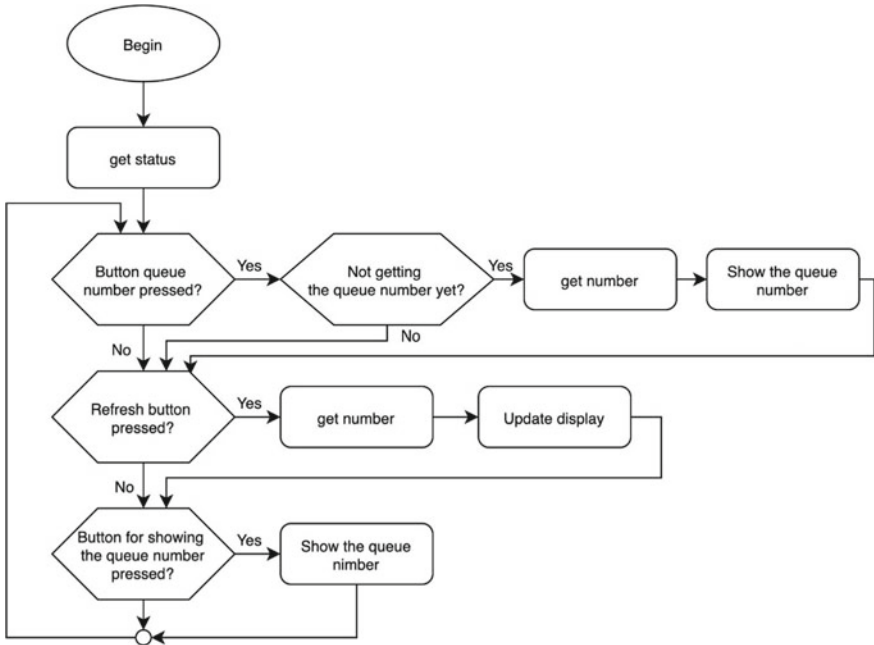 Begin
get status
Button queue
number pressed?
Yes
Not getting
the queue number yet?
Yes
get number
Show the queue
number
No
No
Refresh button
pressed?
Yes
get number
Update display
No
Button for showing
the queue number
pressed?
Yes
Show the queue
nimber